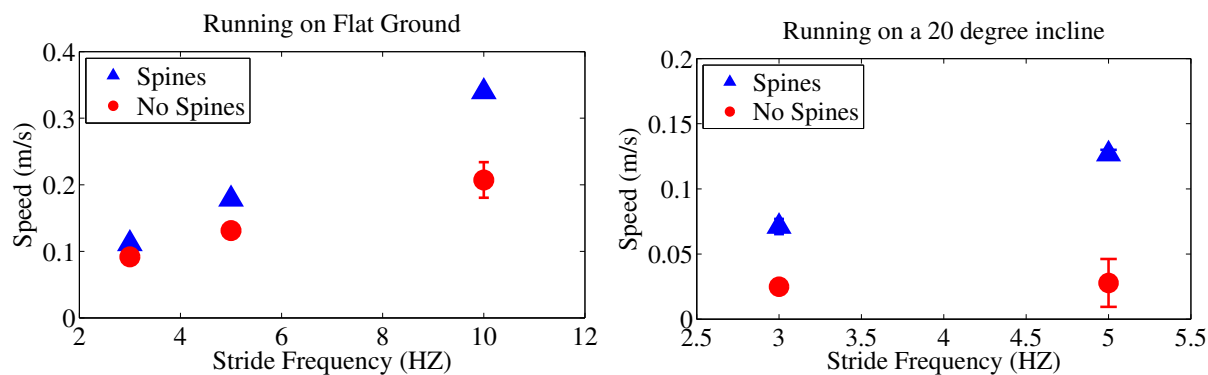 Running on Flat Ground
0.4
0.3
0.2
0.1
0
Speed (m/s)
Spines
No Spines
2 4 6 8 10 12
Stride Frequency (HZ)
Running on a 20 degree incline
0.2
0.15
0.1
0.05
0
Speed (m/s)
Spines
No Spines
2.5 3 3.5 4 4.5 5 5.5
Stride Frequency (HZ)